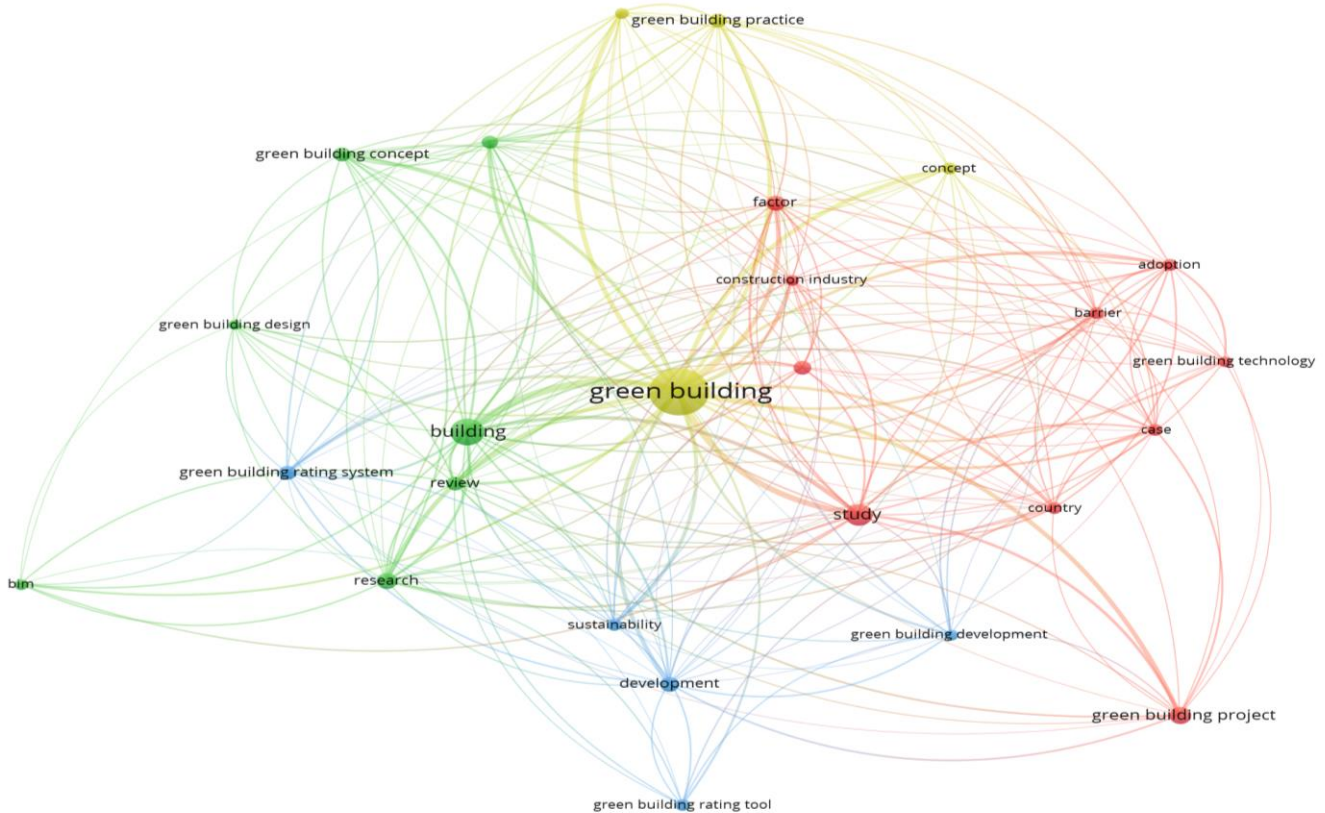 green building practice
green building concept
concept
factor
adoption
construction industry
barrier
green building design
green building technology
green building
building
case
green building rating system
review
country
study
research
bim
sustainability
green building development
development
green building project
green building rating tool